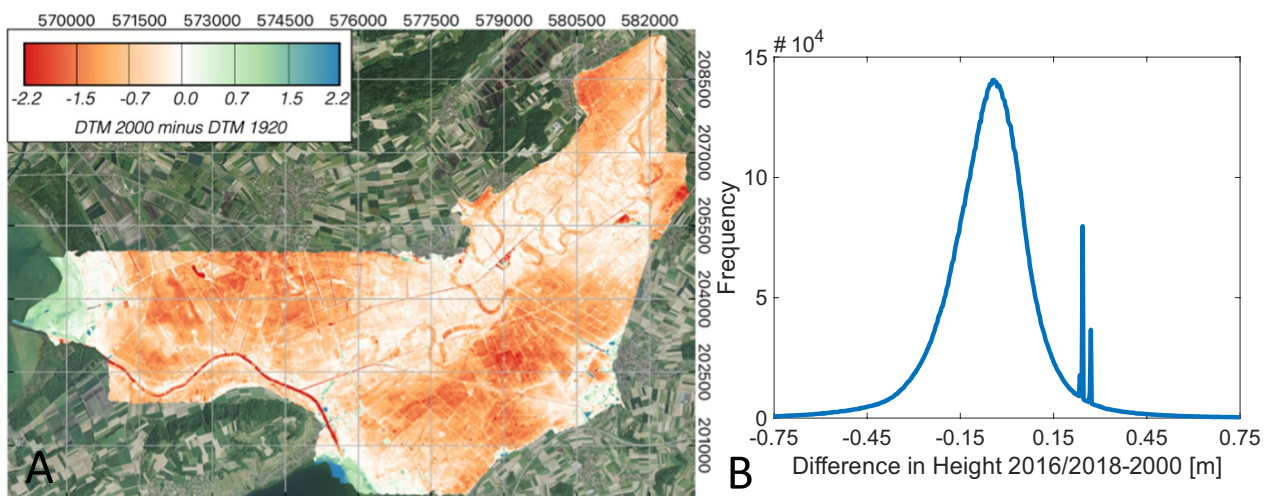 570000 571500 573000 574500 576000 577500 579000 580500 582000
-2.2 -1.5 -0.7 0.0 0.7 1.5 2.2
DTM 2000 minus DTM 1920
208500
207000
205500
204000
202500
201000
A
# 10⁴
15
10
5
0
Frequency
-0.75 -0.45 -0.15 0.15 0.45 0.75
Difference in Height 2016/2018-2000 [m]
B